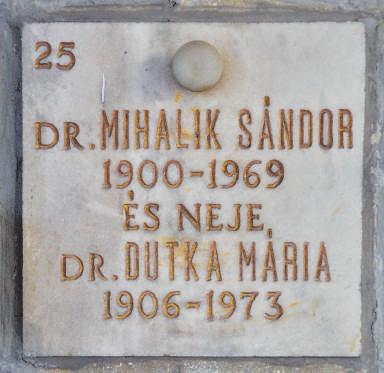 25
DR. MIHALIK SÁNDOR
1900-1969
ÉS NEJE
DR. DUTKA MÁRIA
1906-1973